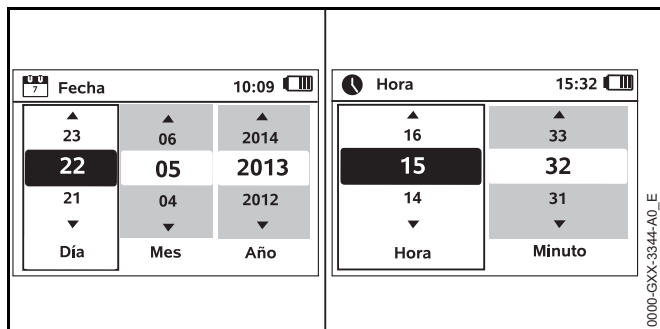 7 Fecha 10:09
23 06 2014
22 05 2013
21 04 2012
Día Mes Año
Hora 15:32
16 33
15 32
14 31
Hora Minuto
0000-GXX-3344-A0_E